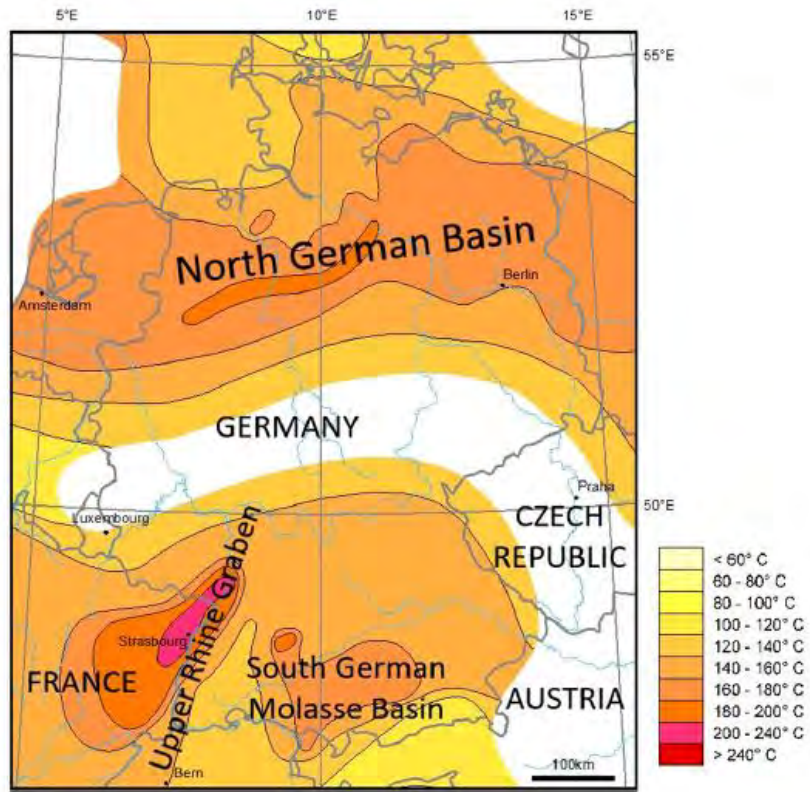 5°E
10°E
15°E
55°E
North German Basin
Berlin
Amsterdam
GERMANY
Praha
50°E
Luxembourg
CZECH
REPUBLIC
Upper Rhine Graben
Strasbourg
FRANCE
South German
Molasse Basin
AUSTRIA
Bern
100km
< 60° C
60 - 80° C
80 - 100° C
100 - 120° C
120 - 140° C
140 - 160° C
160 - 180° C
180 - 200° C
200 - 240° C
> 240° C